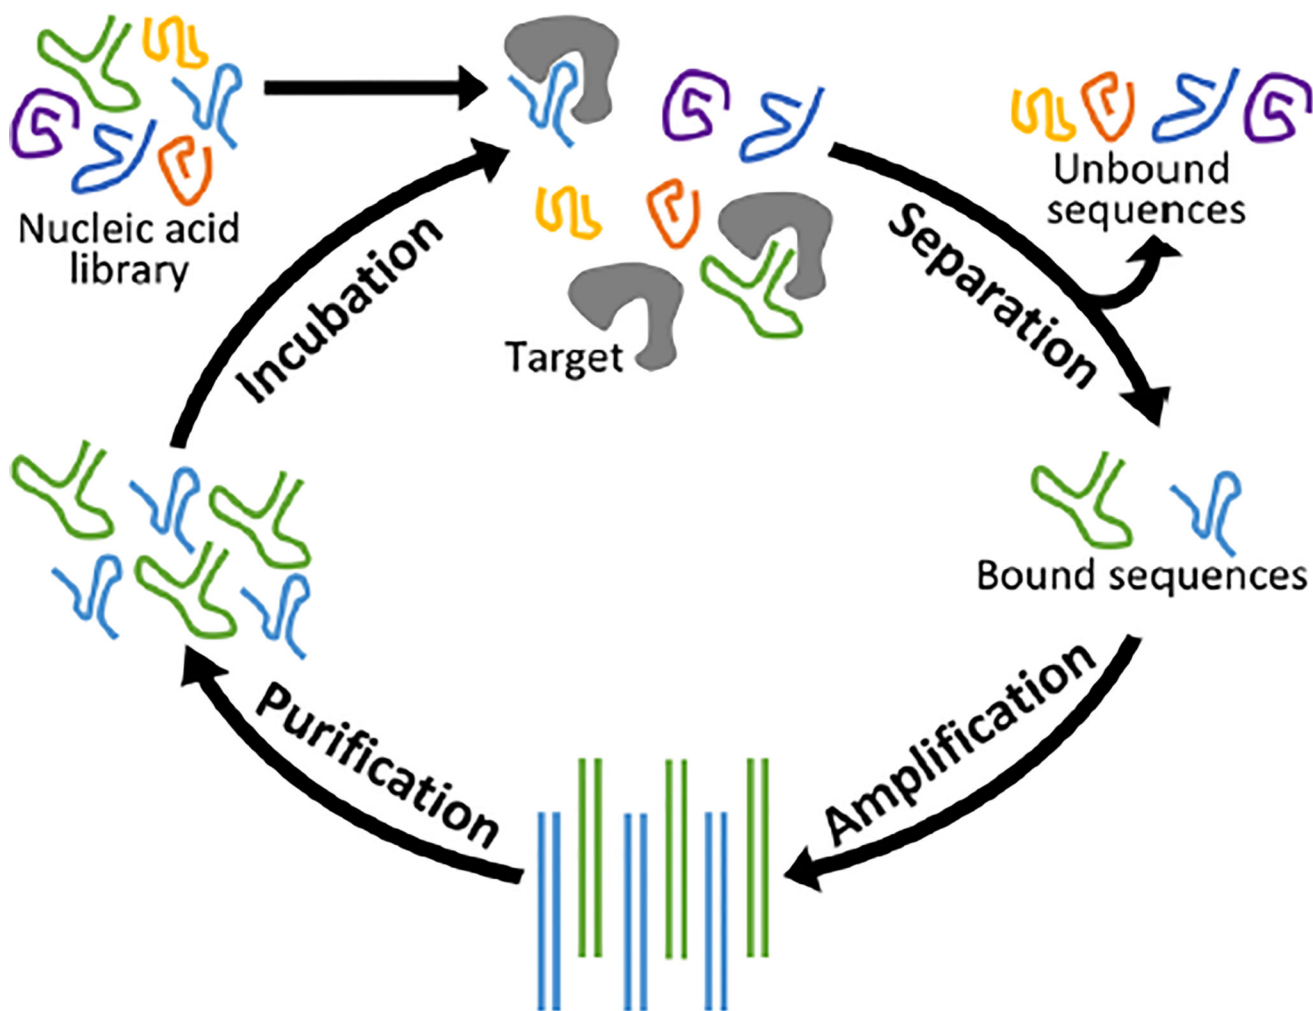 Nucleic acid
library
Incubation
Target
Separation
Unbound
sequences
Bound sequences
Amplification
Purification